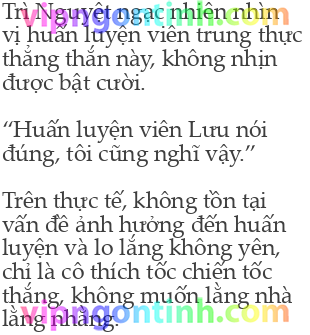 Trì Nguyệt ngạc nhiên nhìn
vị huấn luyện viên trung thực
thẳng thắn này, không nhịn
được bật cười.
“Huấn luyện viên Lưu nói
đúng, tôi cũng nghĩ vậy.”
Trên thực tế, không tồn tại
vấn đề ảnh hưởng đến huấn
luyện và lo lắng không yên,
chỉ là cô thích tốc chiến tốc
thắng, không muốn lằng nhà
lằng nhằng.
vipngontinh.com
vipngontinh.com